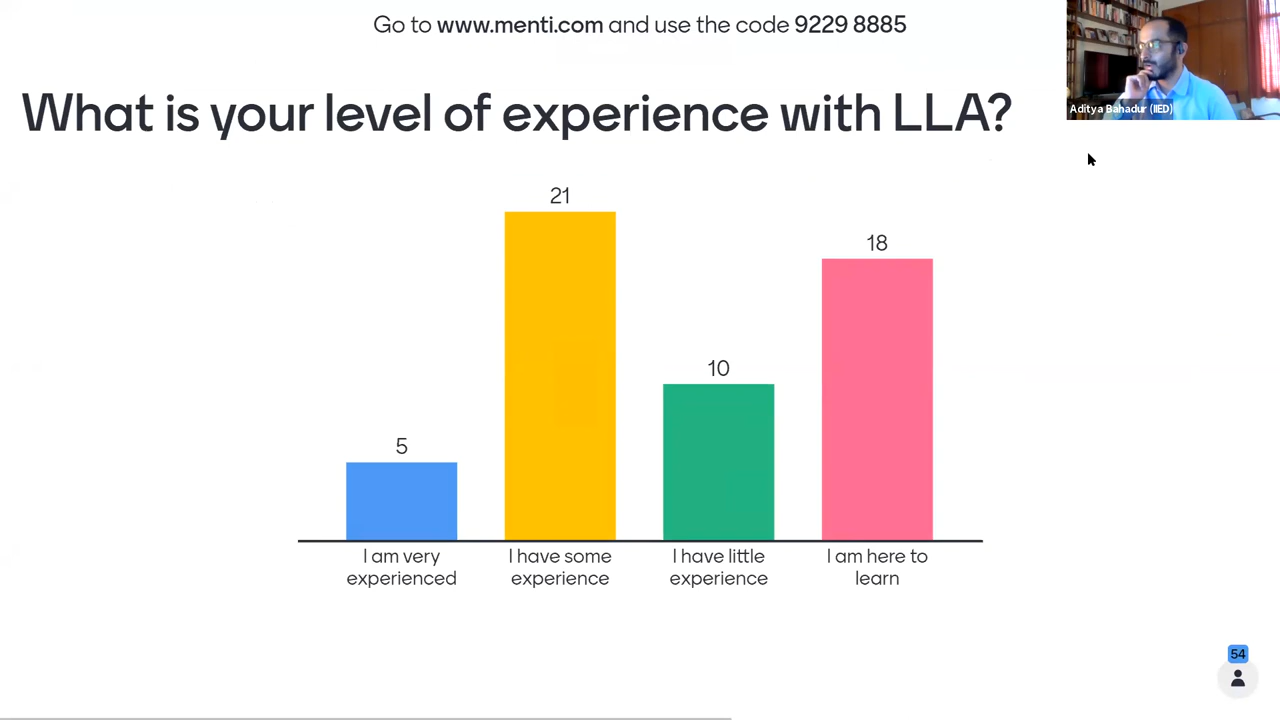 Go to www.menti.com and use the code 9229 8885
Aditya Bahadur (IIED)
What is your level of experience with LLA?
21
18
10
5
I am very
experienced
I have some
experience
I have little
experience
I am here to
learn
54